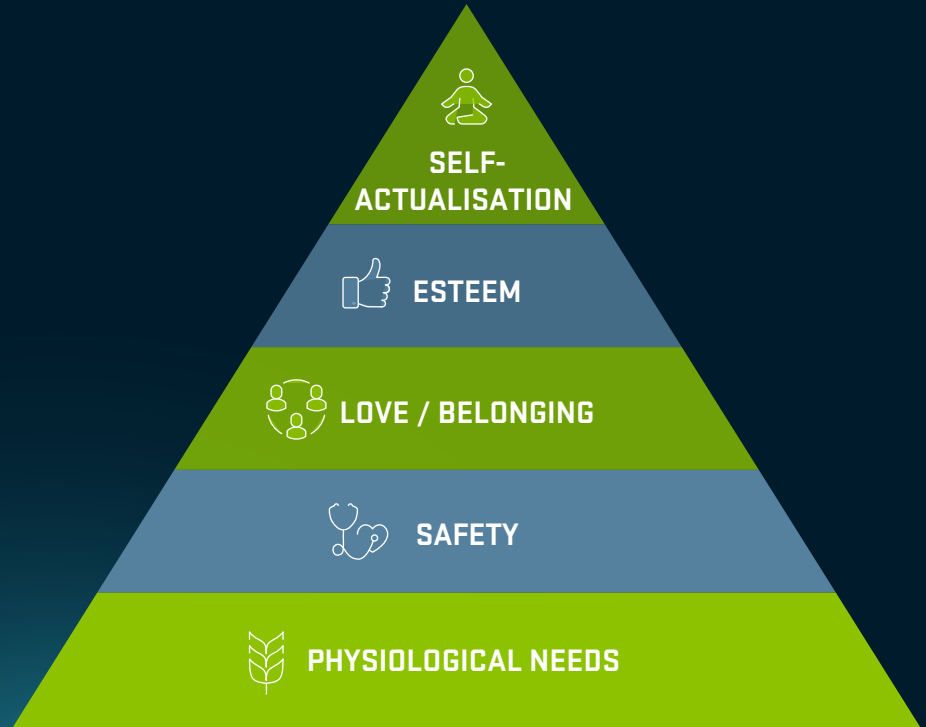 SELF-
ACTUALISATION
ESTEEM
LOVE / BELONGING
SAFETY
PHYSIOLOGICAL NEEDS